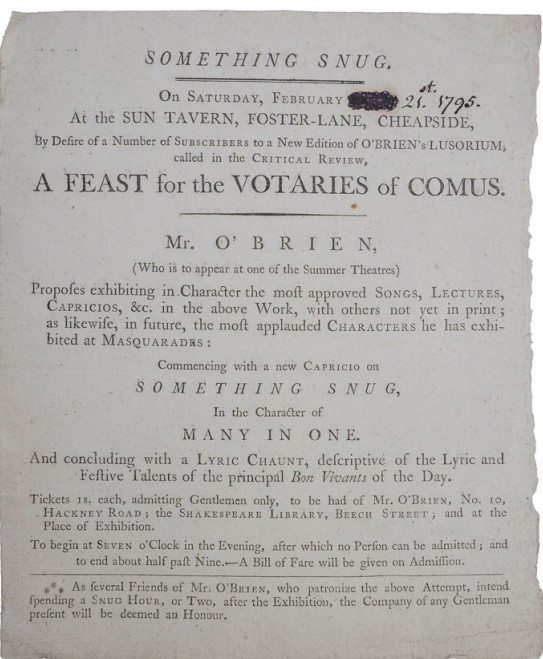 SOMETHING SNUG.
On Saturday, February 21.st 1795.
At the SUN TAVERN, FOSTER-LANE, CHEAPSIDE,
By Deſire of a Number of Subscribers to a New Edition of O'BRIEN's LUSORIUM,
called in the Critical Review,
A FEAST for the VOTARIES of COMUS.
Mr. O'BRIEN,
(Who is to appear at one of the Summer Theatres)
Propoſes exhibiting in Character the moſt approved Songs, Lectures,
Capricios, &c. in the above Work, with others not yet in print;
as likewiſe, in future, the moſt applauded Characters he has exhi-
bited at Masquarades:
Commencing with a new Capricio on
SOMETHING SNUG,
In the Character of
MANY IN ONE.
And concluding with a Lyric Chaunt, deſcriptive of the Lyric and
Feſtive Talents of the principal Bon Vivants of the Day.
Tickets 1s. each, admitting Gentlemen only, to be had of Mr. O'Brien, No. 10,
Hackney Road; the Shakespeare Library, Beech Street; and at the
Place of Exhibition.
To begin at Seven o'Clock in the Evening, after which no Perſon can be admitted; and
to end about half paſt Nine.—A Bill of Fare will be given on Admiſſion.
*** As ſeveral Friends of Mr. O'Brien, who patronize the above Attempt, intend
ſpending a Snug Hour, or Two, after the Exhibition, the Company of any Gentleman
preſent will be deemed an Honour.